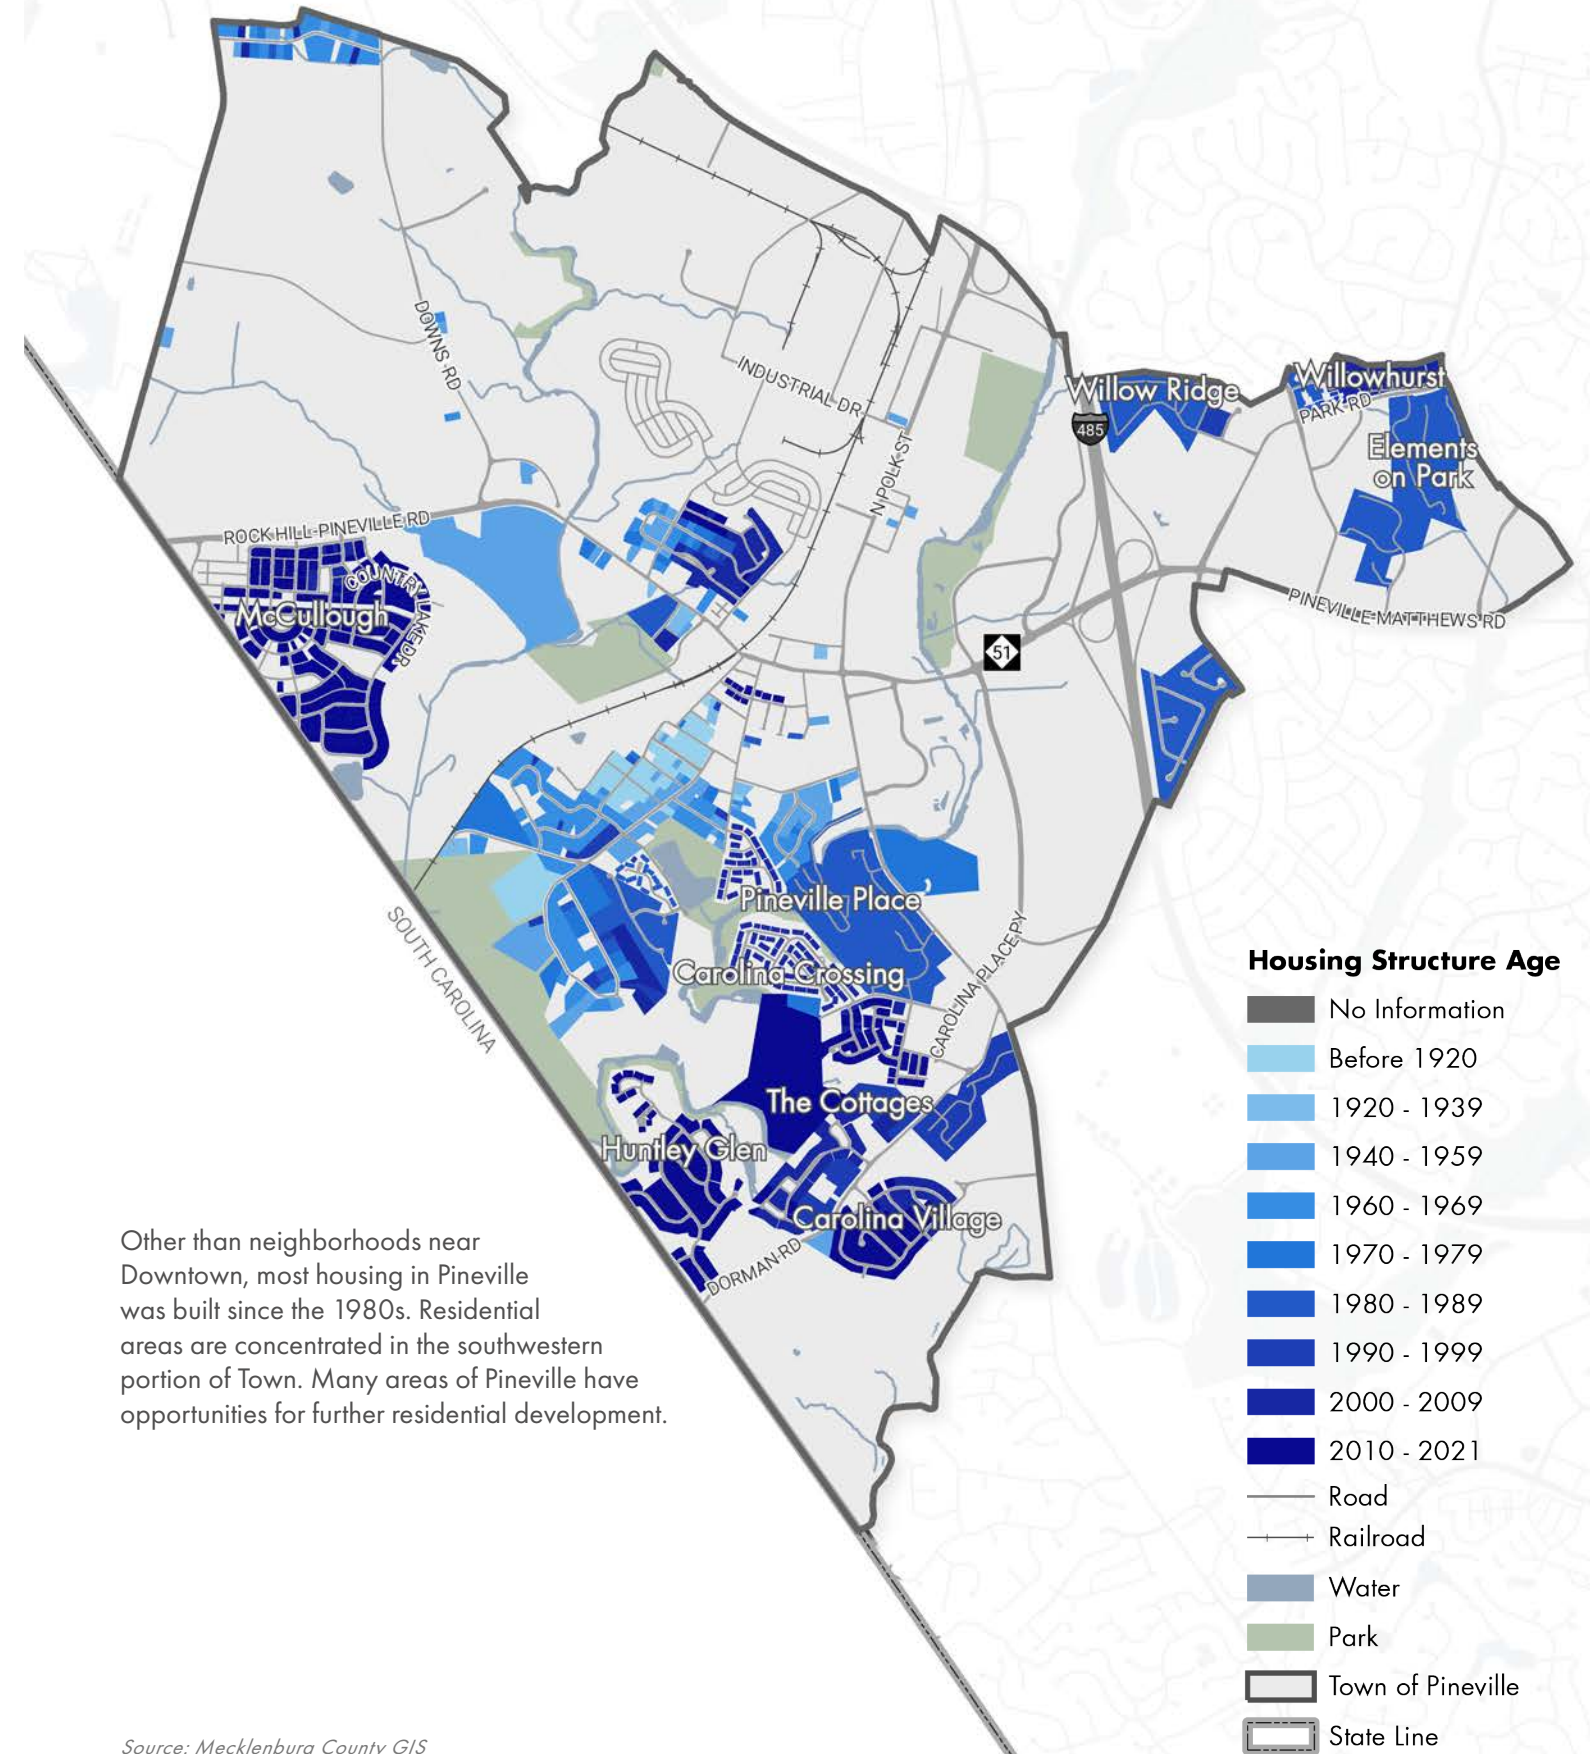 DOWNS RD
INDUSTRIAL DR
N POLK ST
Willow Ridge
485
Willowhurst
PARK RD
Elements
on Park
ROCK HILL-PINEVILLE RD
COUNTRY LAKE DR
McCullough
PINEVILLE-MATTHEWS RD
51
Pineville Place
Carolina Crossing
SOUTH CAROLINA
CAROLINA PLACE PY
The Cottages
Huntley Glen
Carolina Village
DORMAN RD
Housing Structure Age
No Information
Before 1920
1920 - 1939
1940 - 1959
1960 - 1969
1970 - 1979
1980 - 1989
1990 - 1999
2000 - 2009
2010 - 2021
Road
Railroad
Water
Park
Town of Pineville
State Line
Other than neighborhoods near
Downtown, most housing in Pineville
was built since the 1980s. Residential
areas are concentrated in the southwestern
portion of Town. Many areas of Pineville have
opportunities for further residential development.
Source: Mecklenburg County GIS